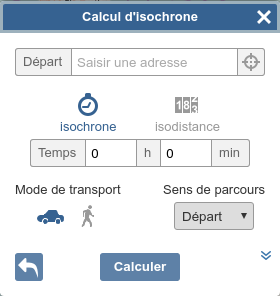 Calcul d'isochrone
Départ Saisir une adresse
isochrone isodistance
Temps 0 h 0 min
Mode de transport Sens de parcours
Départ
Calculer